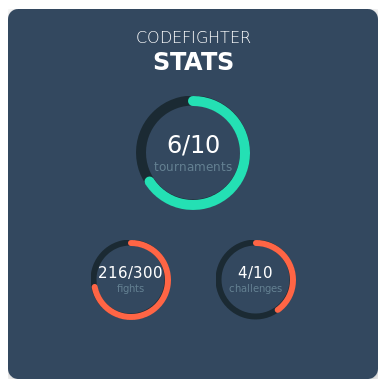 CODEFIGHTER
STATS
6/10
tournaments
216/300
fights
4/10
challenges